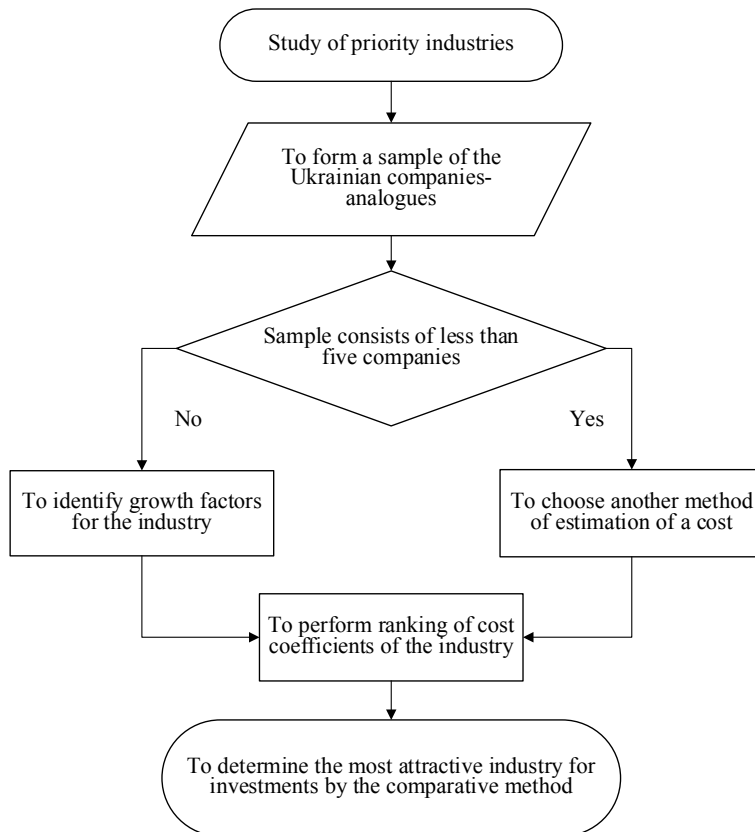 Study of priority industries
To form a sample of the
Ukrainian companies-
analogues
Sample consists of less than
five companies
No
Yes
To identify growth factors
for the industry
To choose another method
of estimation of a cost
To perform ranking of cost
coefficients of the industry
To determine the most attractive industry for
investments by the comparative method